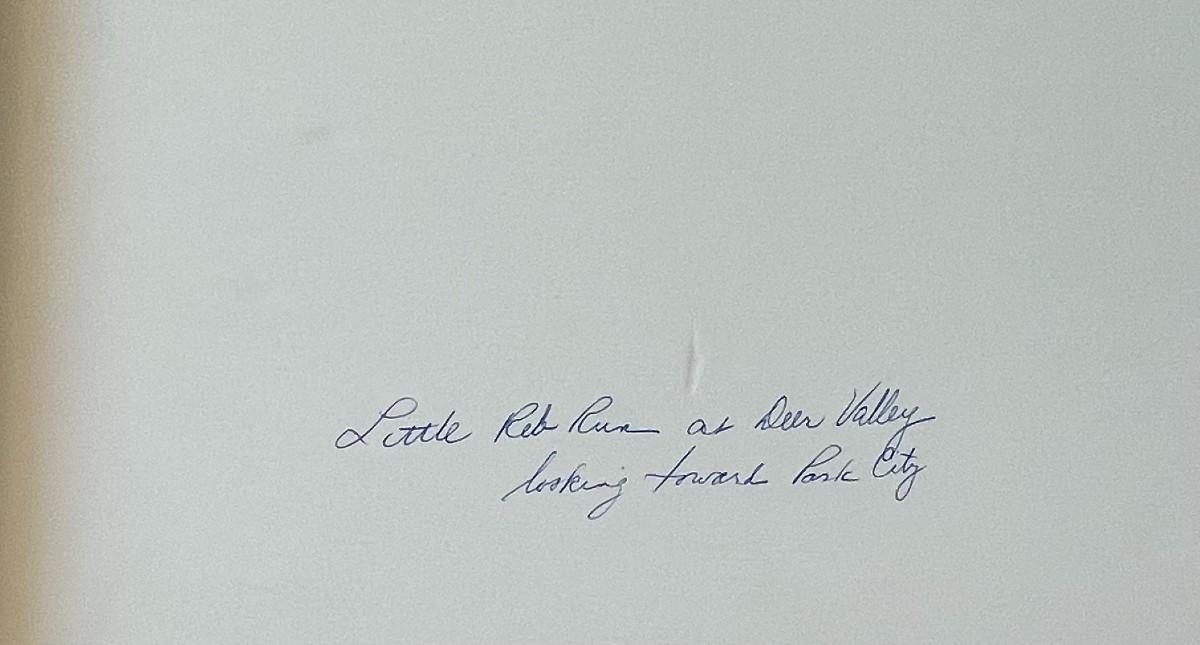 Little Reb Run at Deer Valley
looking toward Park City